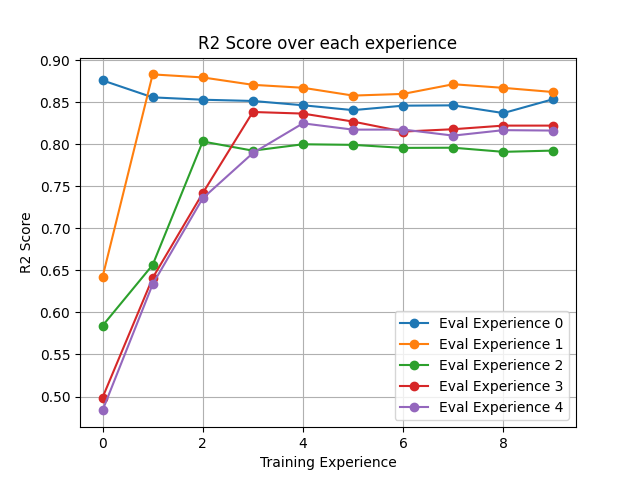 R2 Score over each experience
0.90
0.85
0.80
0.75
0.70
0.65
0.60
0.55
0.50
R2 Score
0 2 4 6 8
Training Experience
Eval Experience 0
Eval Experience 1
Eval Experience 2
Eval Experience 3
Eval Experience 4